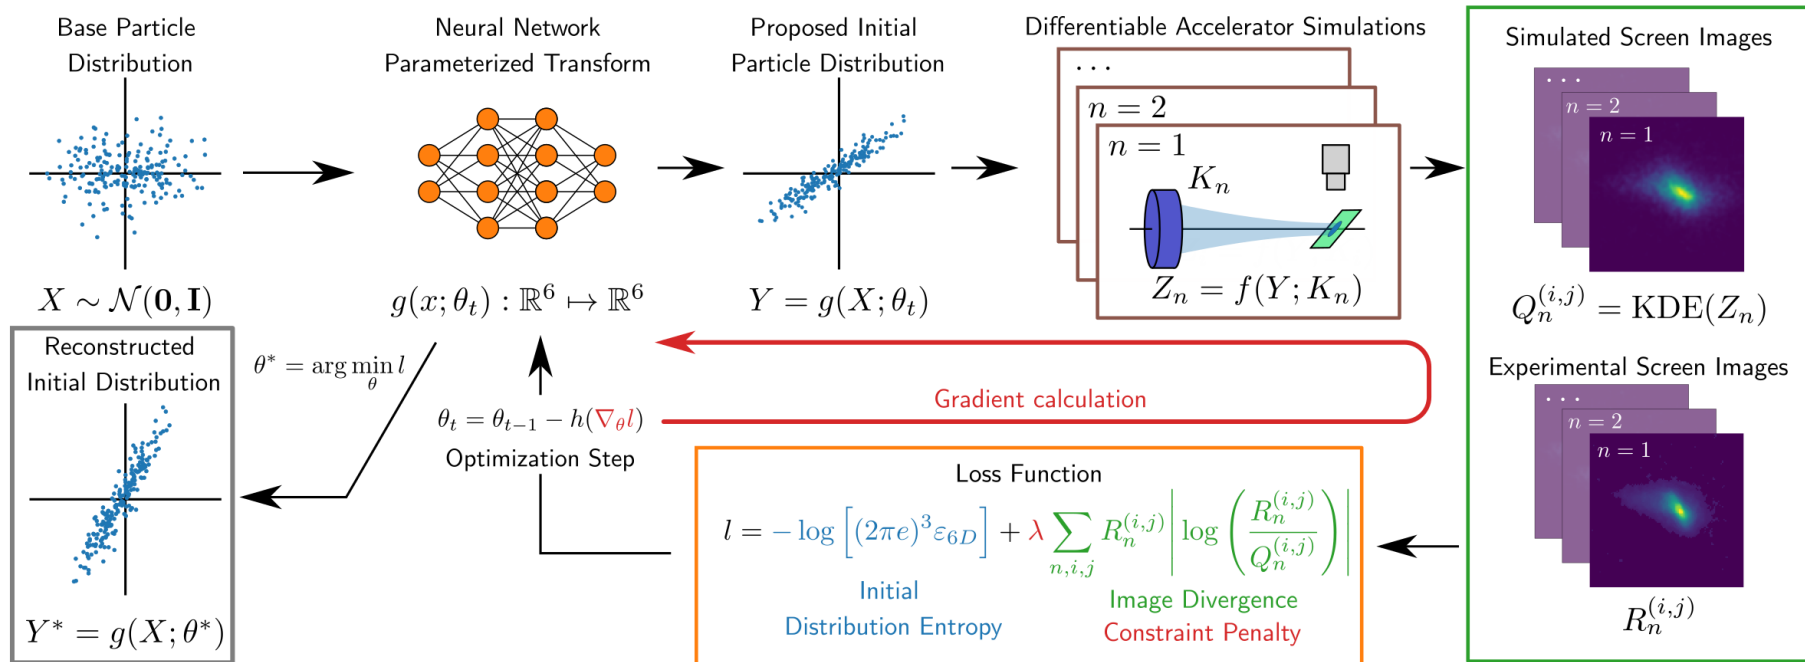 Base Particle
Distribution
X ∼ 𝒩(𝟎, 𝐈)
Neural Network
Parameterized Transform
g(x; θ_t) : ℝ^6 ↦ ℝ^6
Proposed Initial
Particle Distribution
Y = g(X; θ_t)
Differentiable Accelerator Simulations
. . .
n = 2
n = 1
K_n
Z_n = f(Y; K_n)
Simulated Screen Images
. . .
n = 2
n = 1
Q_n^{(i,j)} = KDE(Z_n)
Experimental Screen Images
. . .
n = 2
n = 1
R_n^{(i,j)}
Reconstructed
Initial Distribution
Y* = g(X; θ*)
θ* = arg min_θ l
θ_t = θ_{t−1} − h(∇_θ l)
Optimization Step
Gradient calculation
Loss Function
l = − log [(2πe)^3 ε_{6D}] + λ ∑_{n,i,j} R_n^{(i,j)} | log ( R_n^{(i,j)} / Q_n^{(i,j)} ) |
Initial
Distribution Entropy
Image Divergence
Constraint Penalty